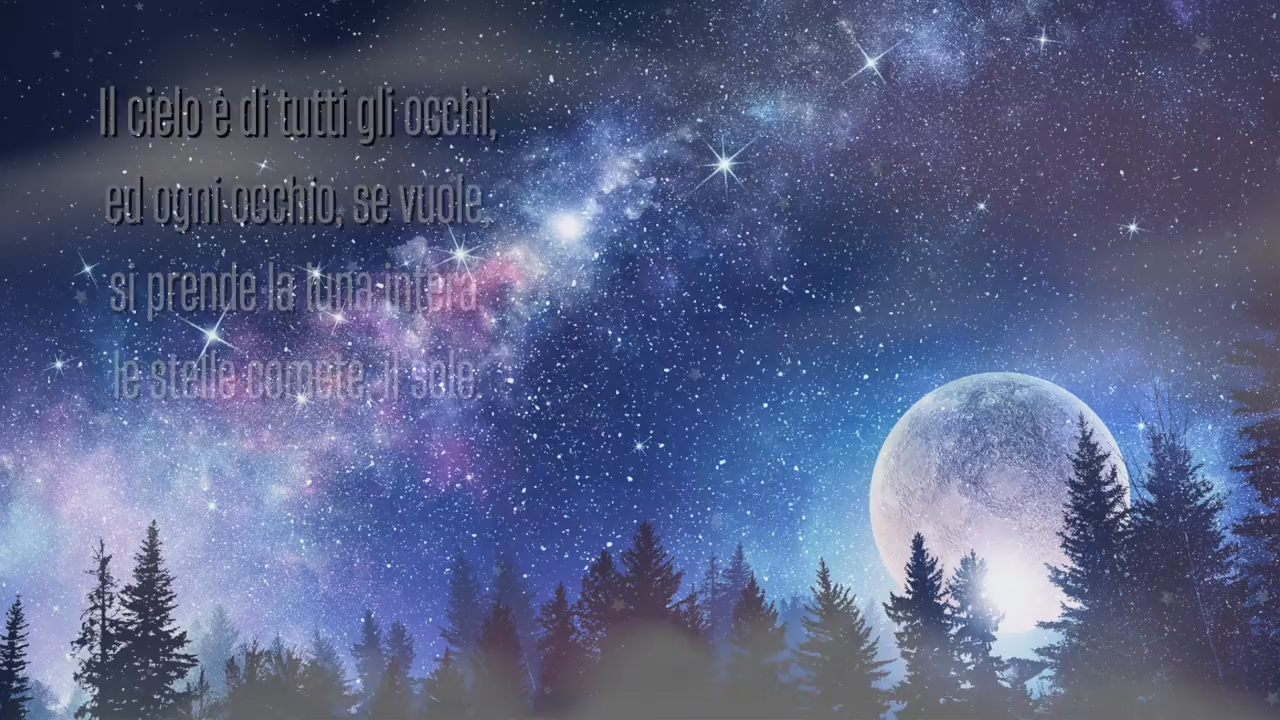 Il cielo è di tutti gli occhi,
ed ogni occhio, se vuole,
si prende la luna intera
le stelle comete, il sole.